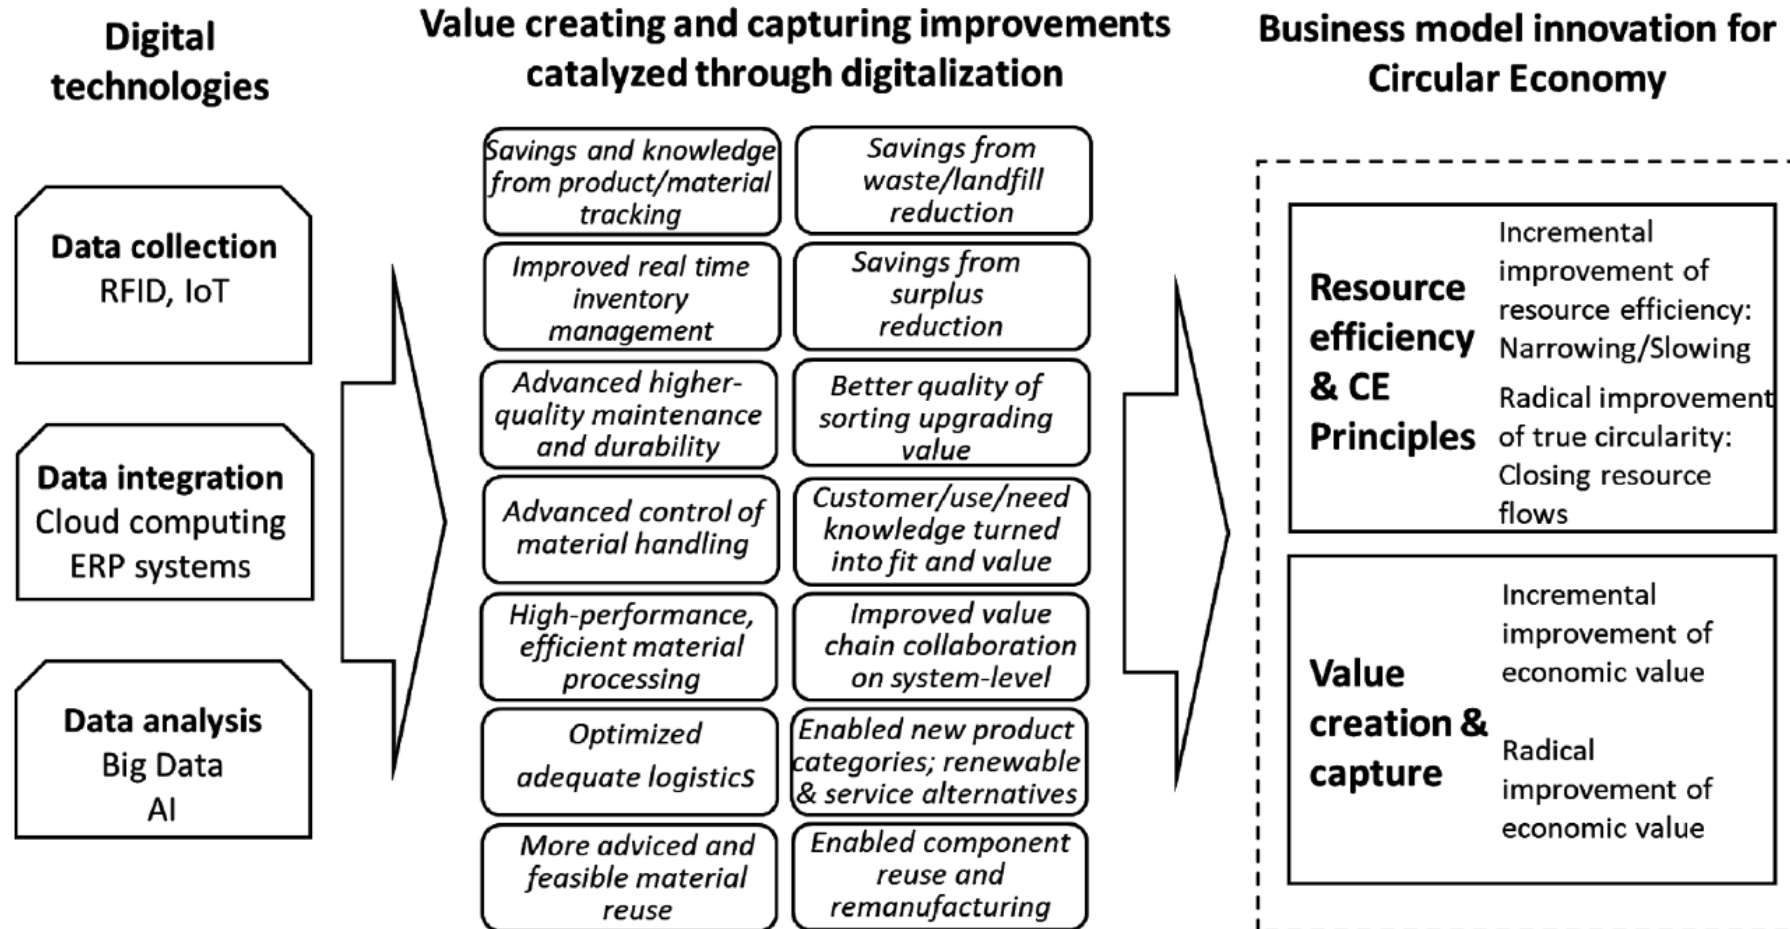 Digital
technologies
Data collection
RFID, IoT
Data integration
Cloud computing
ERP systems
Data analysis
Big Data
AI
Value creating and capturing improvements
catalyzed through digitalization
Savings and knowledge
from product/material
tracking
Savings from
waste/landfill
reduction
Improved real time
inventory
management
Savings from
surplus
reduction
Advanced higher-
quality maintenance
and durability
Better quality of
sorting upgrading
value
Advanced control of
material handling
Customer/use/need
knowledge turned
into fit and value
High-performance,
efficient material
processing
Improved value
chain collaboration
on system-level
Optimized
adequate logistics
Enabled new product
categories; renewable
& service alternatives
More adviced and
feasible material
reuse
Enabled component
reuse and
remanufacturing
Business model innovation for
Circular Economy
Resource
efficiency
& CE
Principles
Incremental
improvement of
resource efficiency:
Narrowing/Slowing
Radical improvement
of true circularity:
Closing resource
flows
Value
creation &
capture
Incremental
improvement of
economic value
Radical
improvement of
economic value